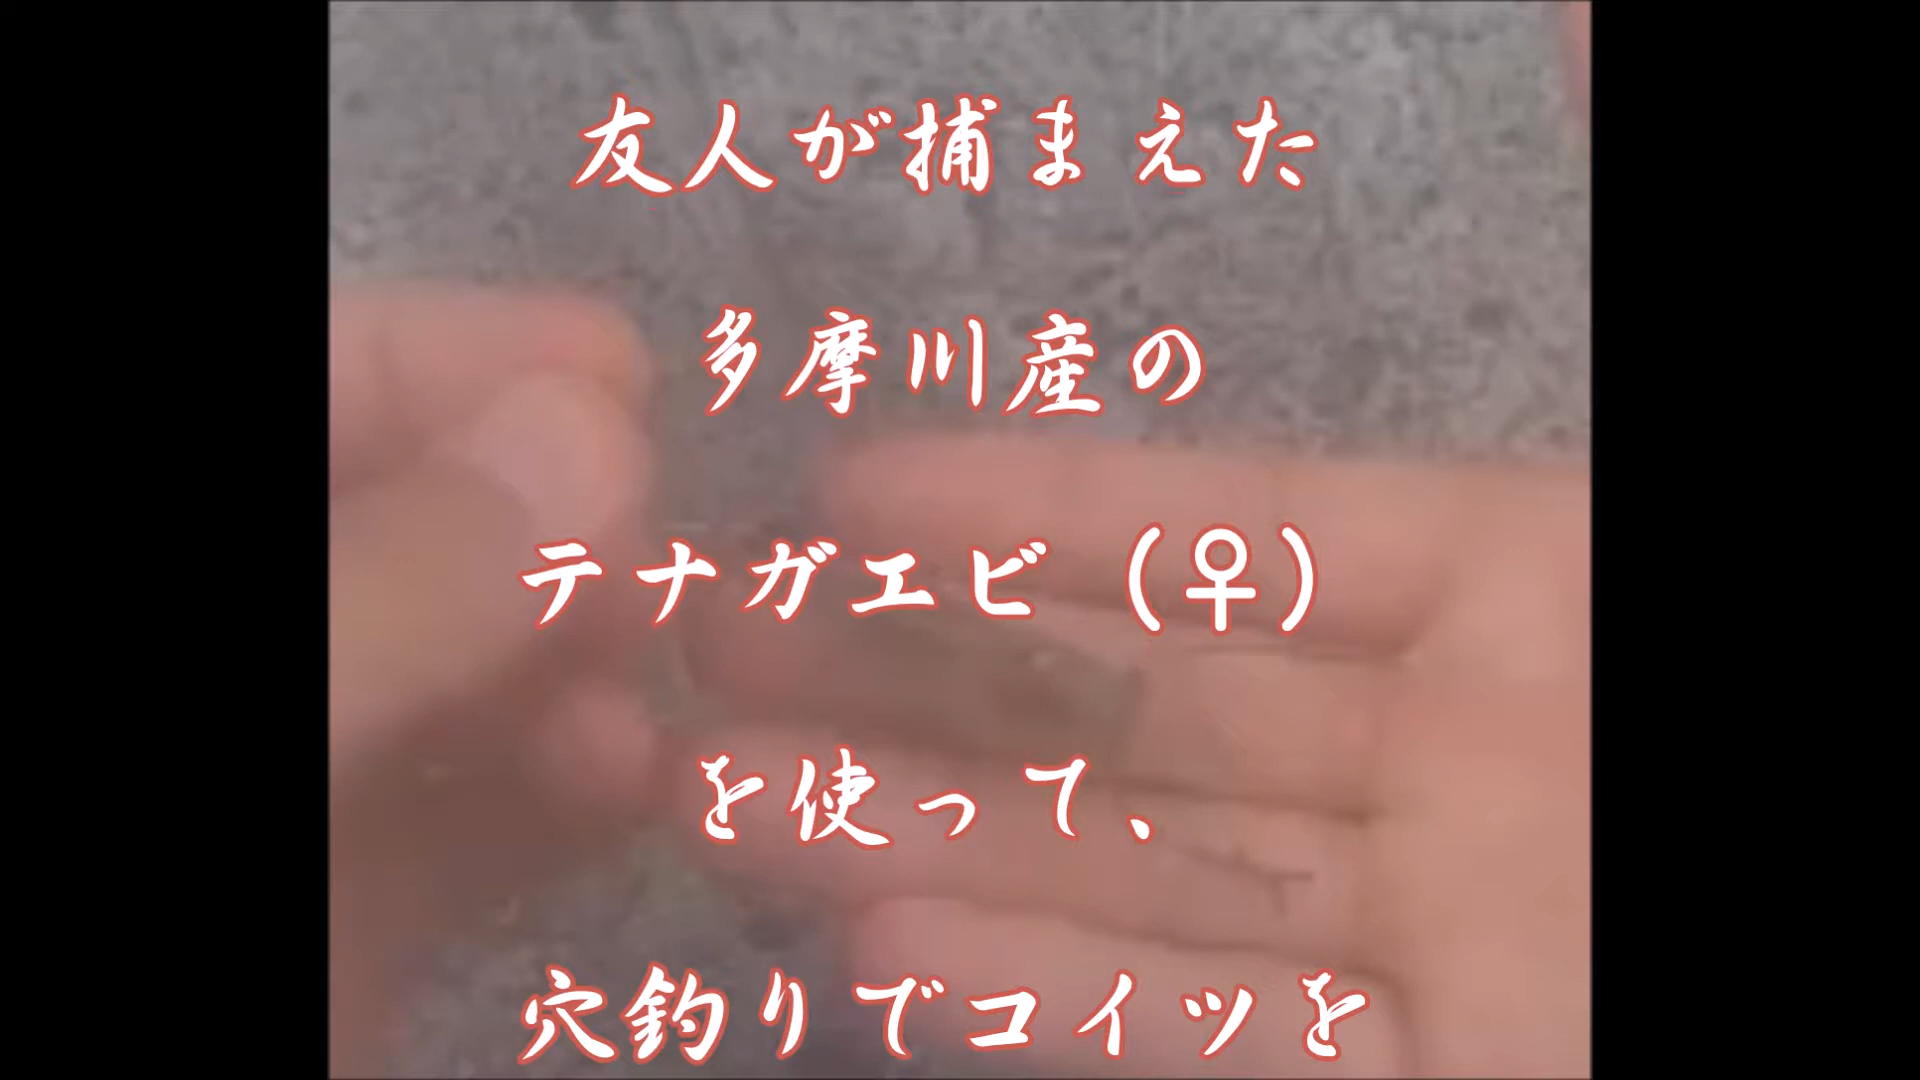 友人が捕まえた
多摩川産の
テナガエビ（♀）
を使って、
穴釣りでコイツを